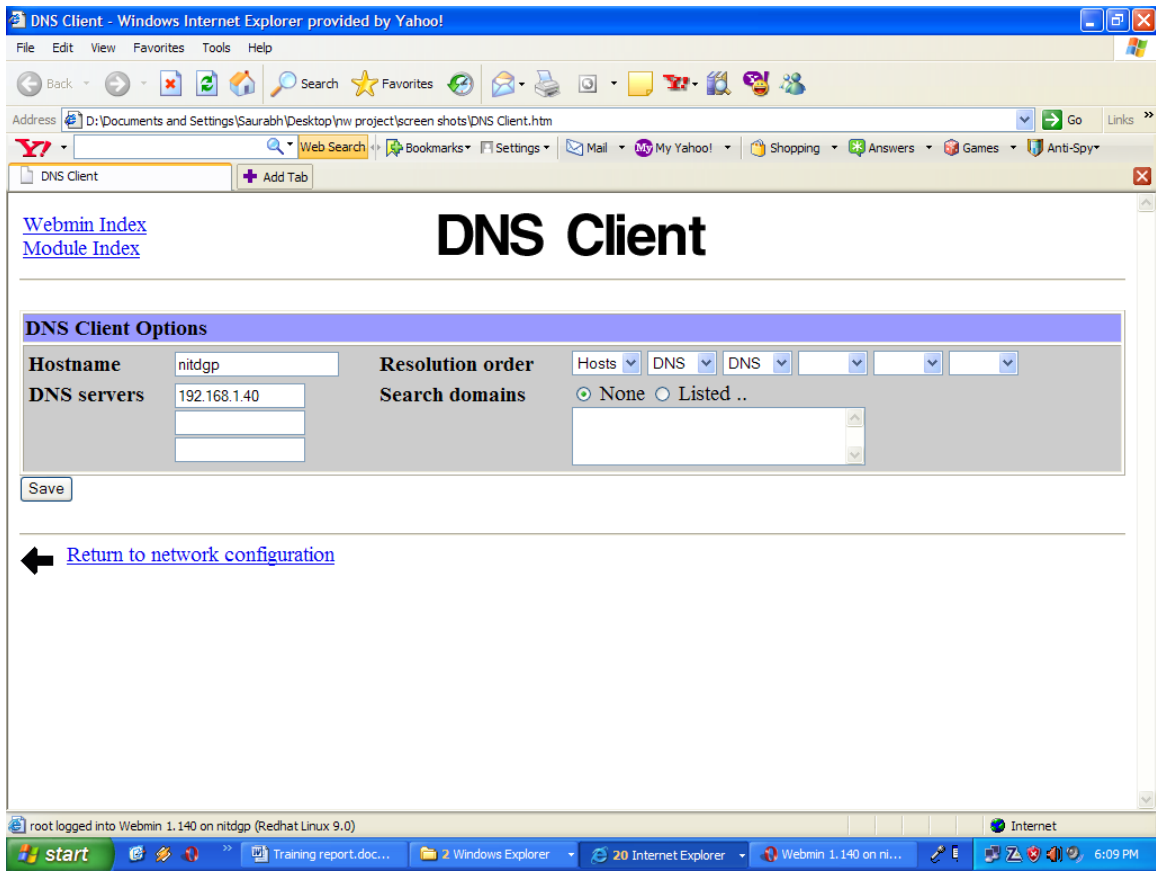 DNS Client - Windows Internet Explorer provided by Yahoo!
File Edit View Favorites Tools Help
Back Search Favorites
Address D:\Documents and Settings\Saurabh\Desktop\nw project\screen shots\DNS Client.htm Go Links »
Y! Web Search Bookmarks Settings Mail My My Yahoo! Shopping Answers Games Anti-Spy
DNS Client Add Tab
Webmin Index
Module Index
DNS Client
DNS Client Options
Hostname nitdgp Resolution order Hosts DNS DNS
DNS servers 192.168.1.40 Search domains None Listed ..
Save
Return to network configuration
root logged into Webmin 1.140 on nitdgp (Redhat Linux 9.0) Internet
start » Training report.doc... 2 Windows Explorer 20 Internet Explorer Webmin 1.140 on ni... 6:09 PM